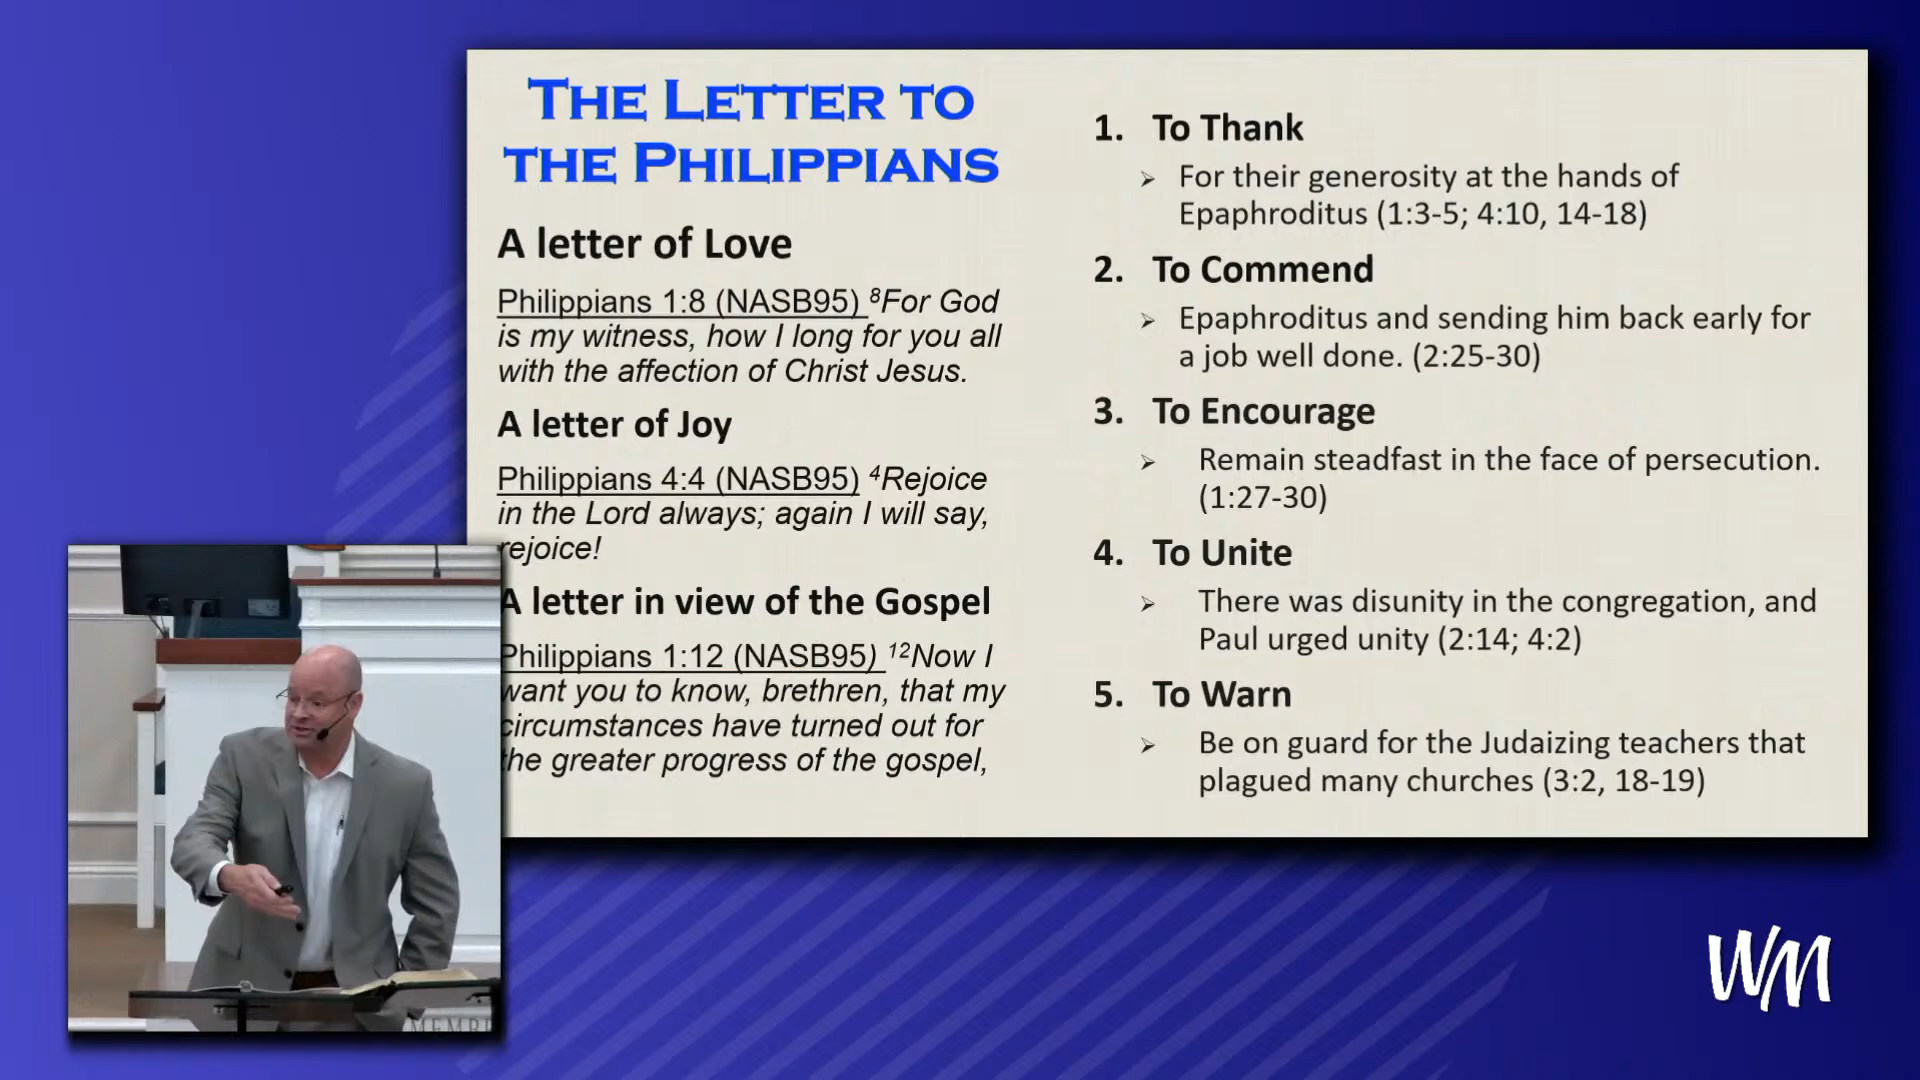 THE LETTER TO
THE PHILIPPIANS
A letter of Love
Philippians 1:8 (NASB95) ⁸For God
is my witness, how I long for you all
with the affection of Christ Jesus.
A letter of Joy
Philippians 4:4 (NASB95) ⁴Rejoice
in the Lord always; again I will say,
rejoice!
A letter in view of the Gospel
Philippians 1:12 (NASB95) ¹²Now I
want you to know, brethren, that my
circumstances have turned out for
the greater progress of the gospel,
1. To Thank
➢ For their generosity at the hands of
Epaphroditus (1:3-5; 4:10, 14-18)
2. To Commend
➢ Epaphroditus and sending him back early for
a job well done. (2:25-30)
3. To Encourage
➢ Remain steadfast in the face of persecution.
(1:27-30)
4. To Unite
➢ There was disunity in the congregation, and
Paul urged unity (2:14; 4:2)
5. To Warn
➢ Be on guard for the Judaizing teachers that
plagued many churches (3:2, 18-19)
WM